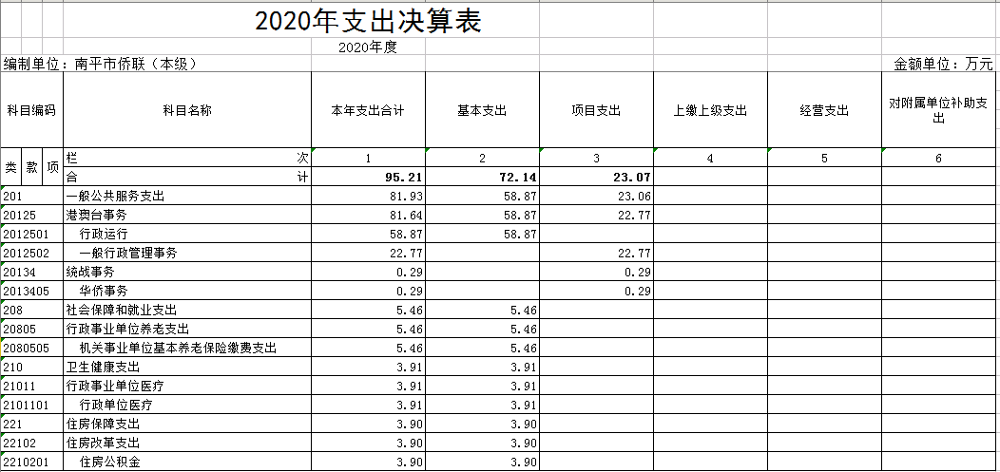 2020年支出决算表
2020年度
编制单位：南平市侨联（本级） 金额单位：万元
科目编码 科目名称 本年支出合计 基本支出 项目支出 上缴上级支出 经营支出 对附属单位补助支出
类 款 项 栏 次 1 2 3 4 5 6
合 计 95.21 72.14 23.07
201 一般公共服务支出 81.93 58.87 23.06
20125 港澳台事务 81.64 58.87 22.77
2012501 行政运行 58.87 58.87
2012502 一般行政管理事务 22.77 22.77
20134 统战事务 0.29 0.29
2013405 华侨事务 0.29 0.29
208 社会保障和就业支出 5.46 5.46
20805 行政事业单位养老支出 5.46 5.46
2080505 机关事业单位基本养老保险缴费支出 5.46 5.46
210 卫生健康支出 3.91 3.91
21011 行政事业单位医疗 3.91 3.91
2101101 行政单位医疗 3.91 3.91
221 住房保障支出 3.90 3.90
22102 住房改革支出 3.90 3.90
2210201 住房公积金 3.90 3.90